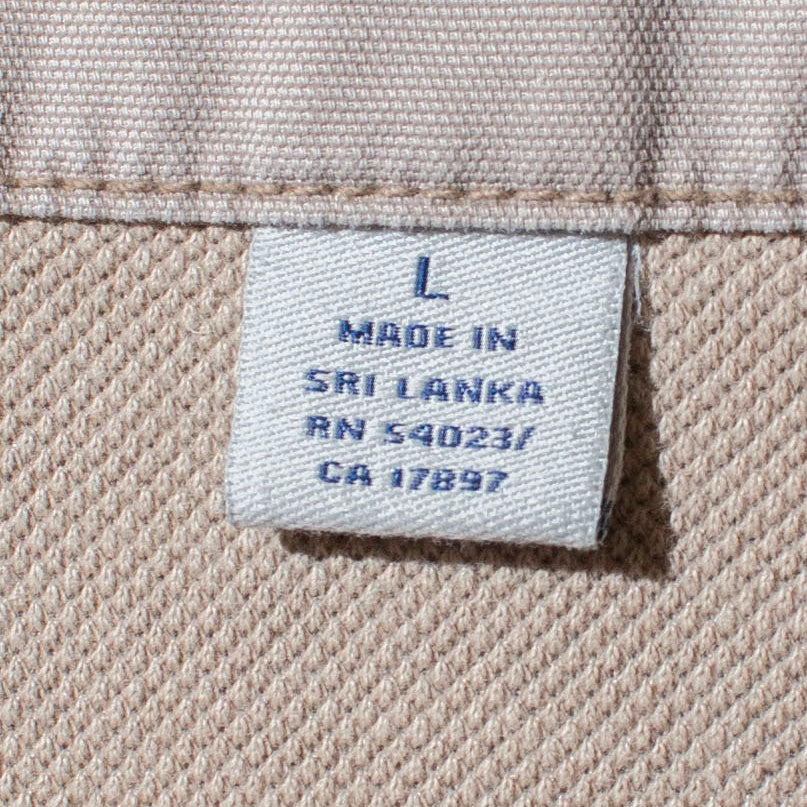 L
MADE IN
SRI LANKA
RN 54023/
CA 17897